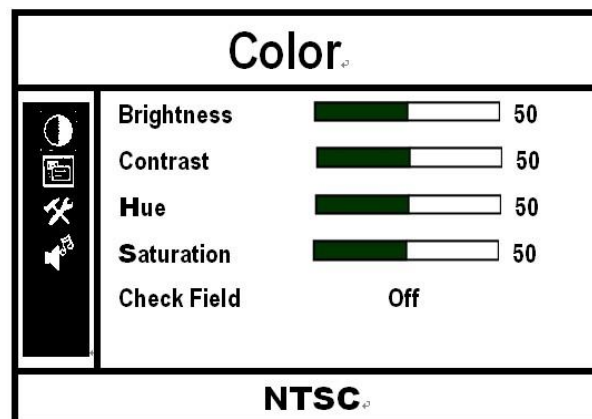 Color
Brightness 50
Contrast 50
Hue 50
Saturation 50
Check Field Off
NTSC